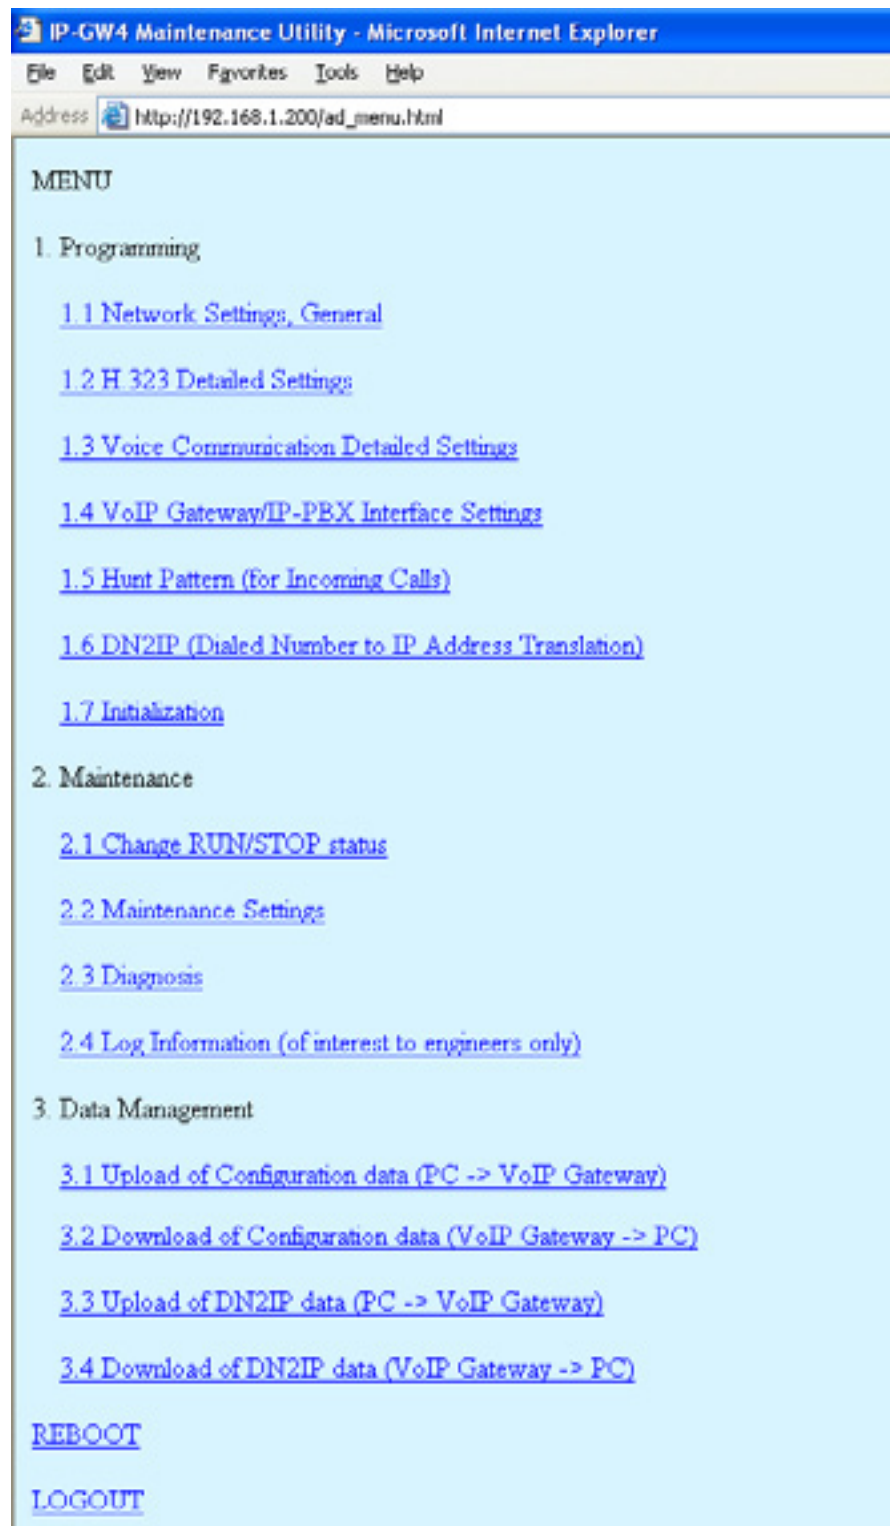 IP-GW4 Maintenance Utility - Microsoft Internet Explorer
File Edit View Favorites Tools Help
Address http://192.168.1.200/ad_menu.html
MENU
1. Programming
1.1 Network Settings, General
1.2 H.323 Detailed Settings
1.3 Voice Communication Detailed Settings
1.4 VoIP Gateway/IP-PBX Interface Settings
1.5 Hunt Pattern (for Incoming Calls)
1.6 DN2IP (Dialed Number to IP Address Translation)
1.7 Initialization
2. Maintenance
2.1 Change RUN/STOP status
2.2 Maintenance Settings
2.3 Diagnosis
2.4 Log Information (of interest to engineers only)
3. Data Management
3.1 Upload of Configuration data (PC -> VoIP Gateway)
3.2 Download of Configuration data (VoIP Gateway -> PC)
3.3 Upload of DN2IP data (PC -> VoIP Gateway)
3.4 Download of DN2IP data (VoIP Gateway -> PC)
REBOOT
LOGOUT